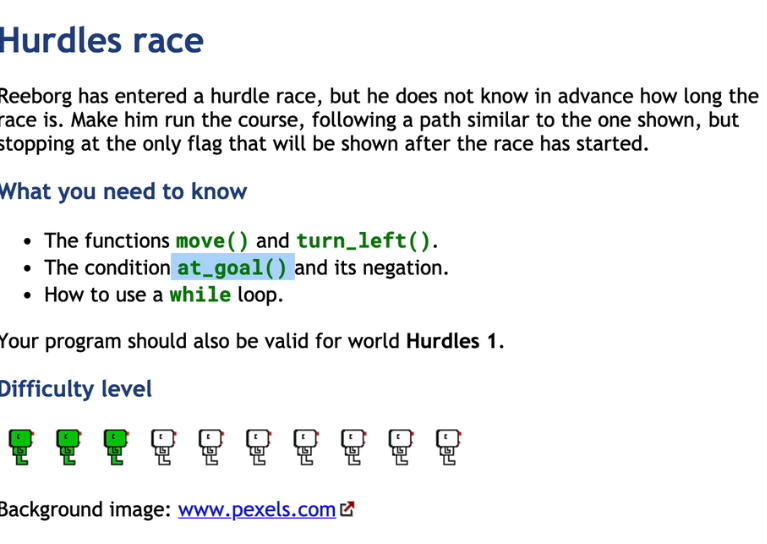 Hurdles race
Reeborg has entered a hurdle race, but he does not know in advance how long the
race is. Make him run the course, following a path similar to the one shown, but
stopping at the only flag that will be shown after the race has started.
What you need to know
• The functions move() and turn_left().
• The condition at_goal() and its negation.
• How to use a while loop.
Your program should also be valid for world Hurdles 1.
Difficulty level
Background image: www.pexels.com